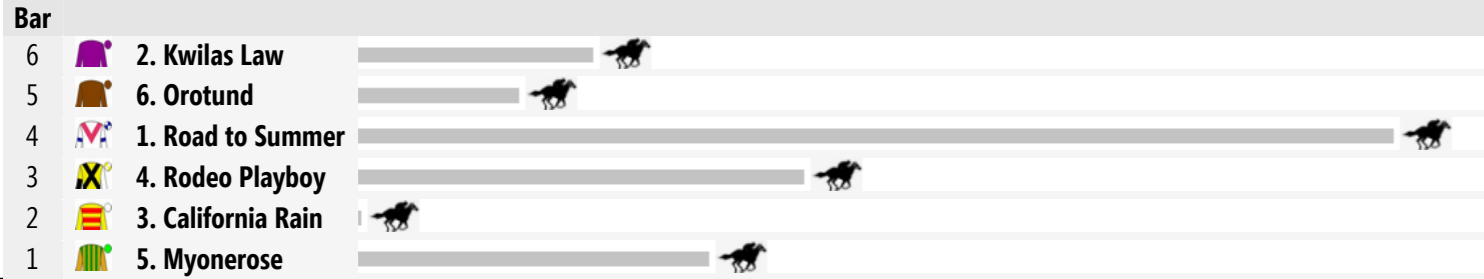 Bar
6 2. Kwilas Law
5 6. Orotund
4 1. Road to Summer
3 4. Rodeo Playboy
2 3. California Rain
1 5. Myonerose